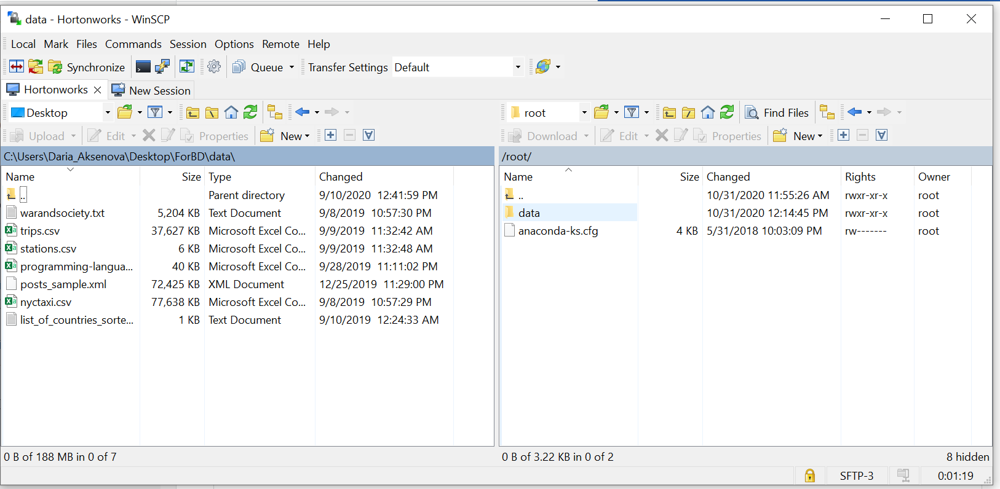 data - Hortonworks - WinSCP
Local Mark Files Commands Session Options Remote Help
Synchronize Queue Transfer Settings Default
Hortonworks New Session
Desktop root Find Files
Upload Edit Properties New Download Edit Properties New
C:\Users\Daria_Aksenova\Desktop\ForBD\data\ /root/
Name Size Type Changed Name Size Changed Rights Owner
.. Parent directory 9/10/2020 12:41:59 PM .. 10/31/2020 11:55:26 AM rwxr-xr-x root
warandsociety.txt 5,204 KB Text Document 9/8/2019 10:57:30 PM data 10/31/2020 12:14:45 PM rwxr-xr-x root
trips.csv 37,627 KB Microsoft Excel Co... 9/9/2019 11:32:42 AM anaconda-ks.cfg 4 KB 5/31/2018 10:03:09 PM rw------- root
stations.csv 6 KB Microsoft Excel Co... 9/9/2019 11:32:48 AM
programming-langua... 40 KB Microsoft Excel Co... 9/28/2019 11:11:02 PM
posts_sample.xml 72,425 KB XML Document 12/25/2019 11:29:00 PM
nyctaxi.csv 77,638 KB Microsoft Excel Co... 9/8/2019 10:57:29 PM
list_of_countries_sorte... 1 KB Text Document 9/10/2019 12:24:33 AM
0 B of 188 MB in 0 of 7 0 B of 3.22 KB in 0 of 2 8 hidden
SFTP-3 0:01:19